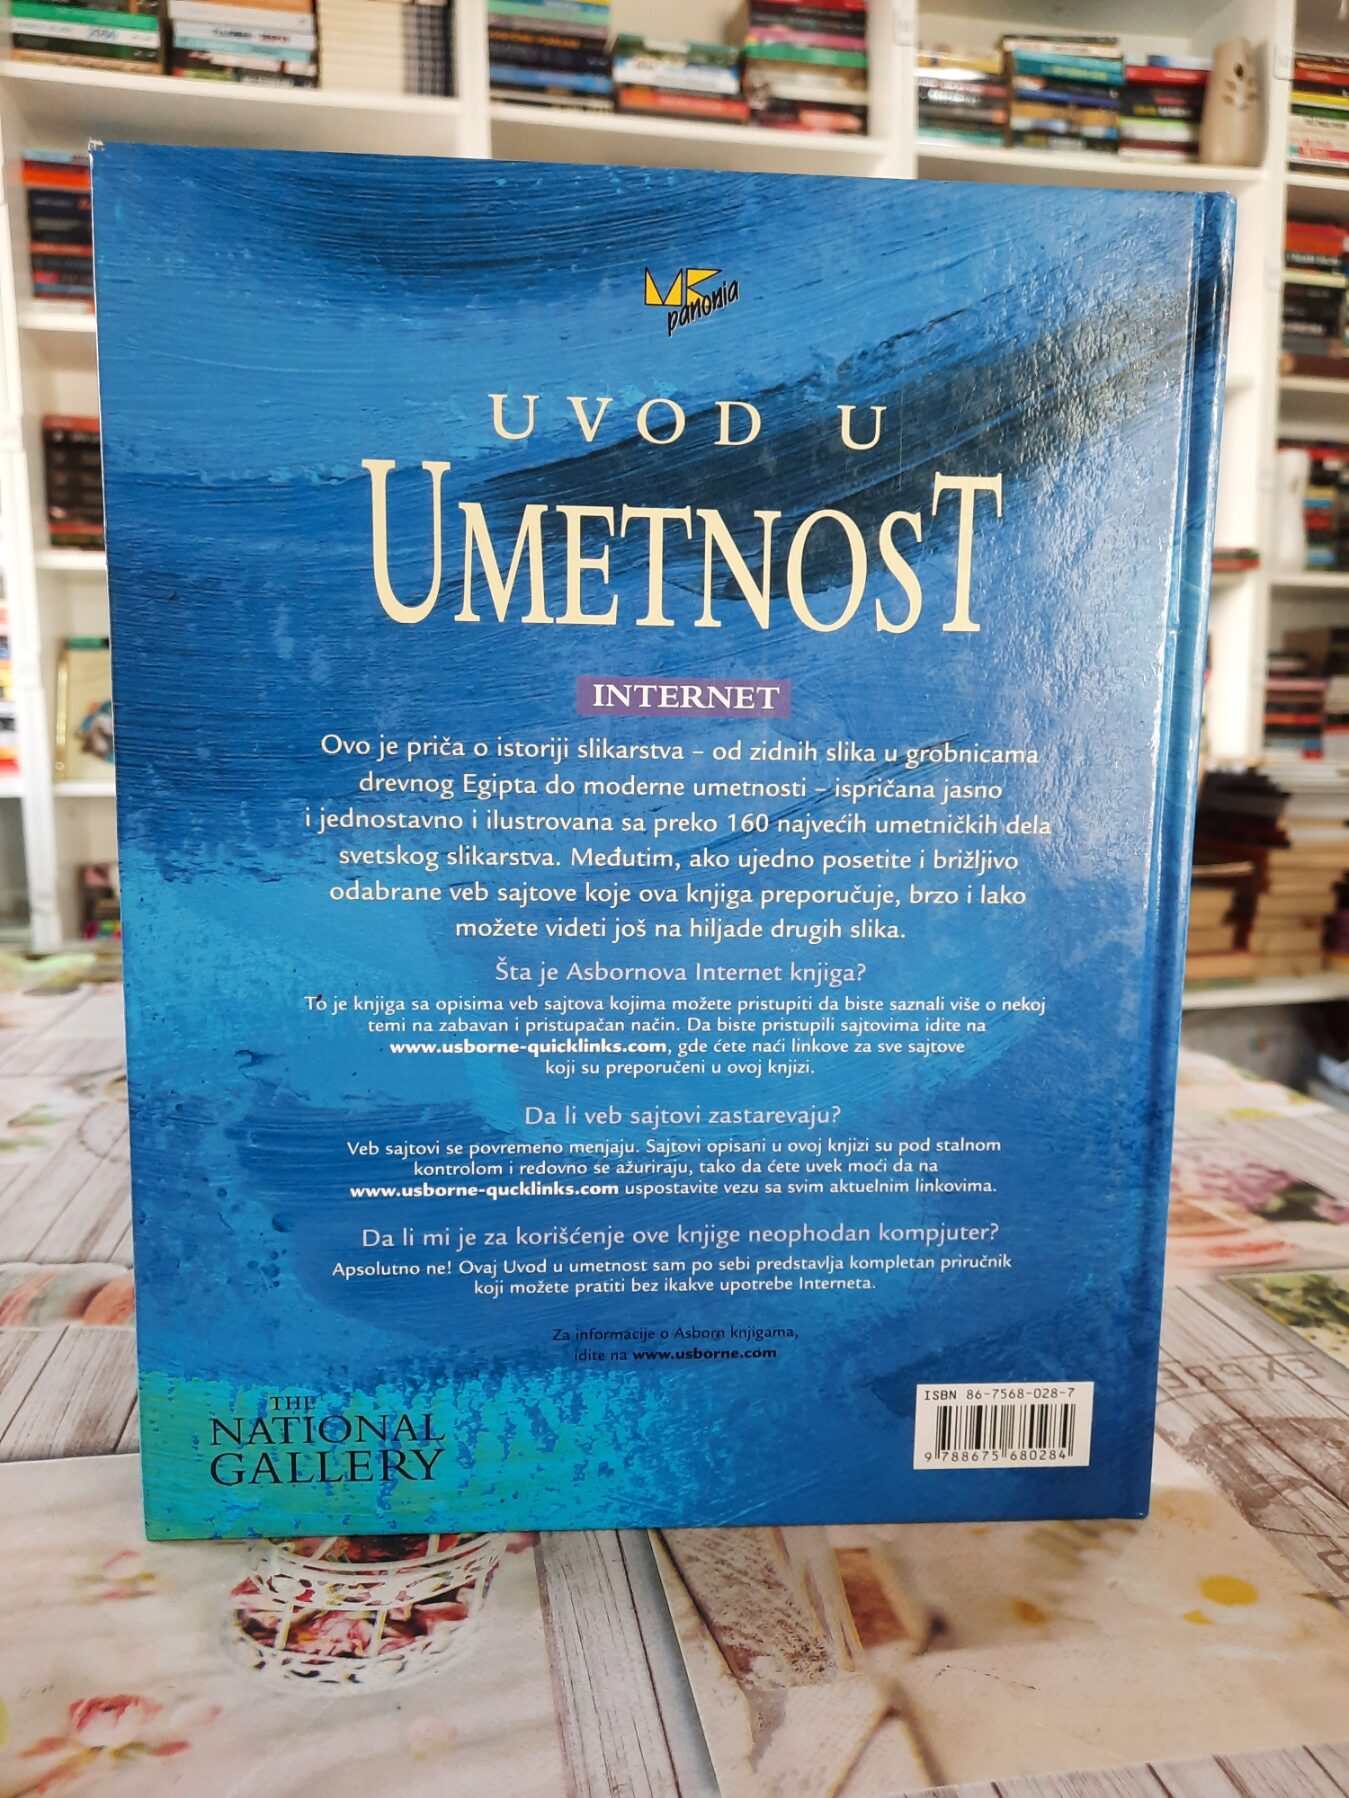 MK
panonia
UVOD U
UMETNOST
INTERNET
Ovo je priča o istoriji slikarstva – od zidnih slika u grobnicama
drevnog Egipta do moderne umetnosti – ispričana jasno
i jednostavno i ilustrovana sa preko 160 najvećih umetničkih dela
svetskog slikarstva. Međutim, ako ujedno posetite i brižljivo
odabrane veb sajtove koje ova knjiga preporučuje, brzo i lako
možete videti još na hiljade drugih slika.
Šta je Asbornova Internet knjiga?
To je knjiga sa opisima veb sajtova kojima možete pristupiti da biste saznali više o nekoj
temi na zabavan i pristupačan način. Da biste pristupili sajtovima idite na
www.usborne-quicklinks.com, gde ćete naći linkove za sve sajtove
koji su preporučeni u ovoj knjizi.
Da li veb sajtovi zastarevaju?
Veb sajtovi se povremeno menjaju. Sajtovi opisani u ovoj knjizi su pod stalnom
kontrolom i redovno se ažuriraju, tako da ćete uvek moći da na
www.usborne-qucklinks.com uspostavite vezu sa svim aktuelnim linkovima.
Da li mi je za korišćenje ove knjige neophodan kompjuter?
Apsolutno ne! Ovaj Uvod u umetnost sam po sebi predstavlja kompletan priručnik
koji možete pratiti bez ikakve upotrebe Interneta.
Za informacije o Asborn knjigama,
idite na www.usborne.com
THE
NATIONAL
GALLERY
ISBN 86-7568-028-7
9 788675 680284